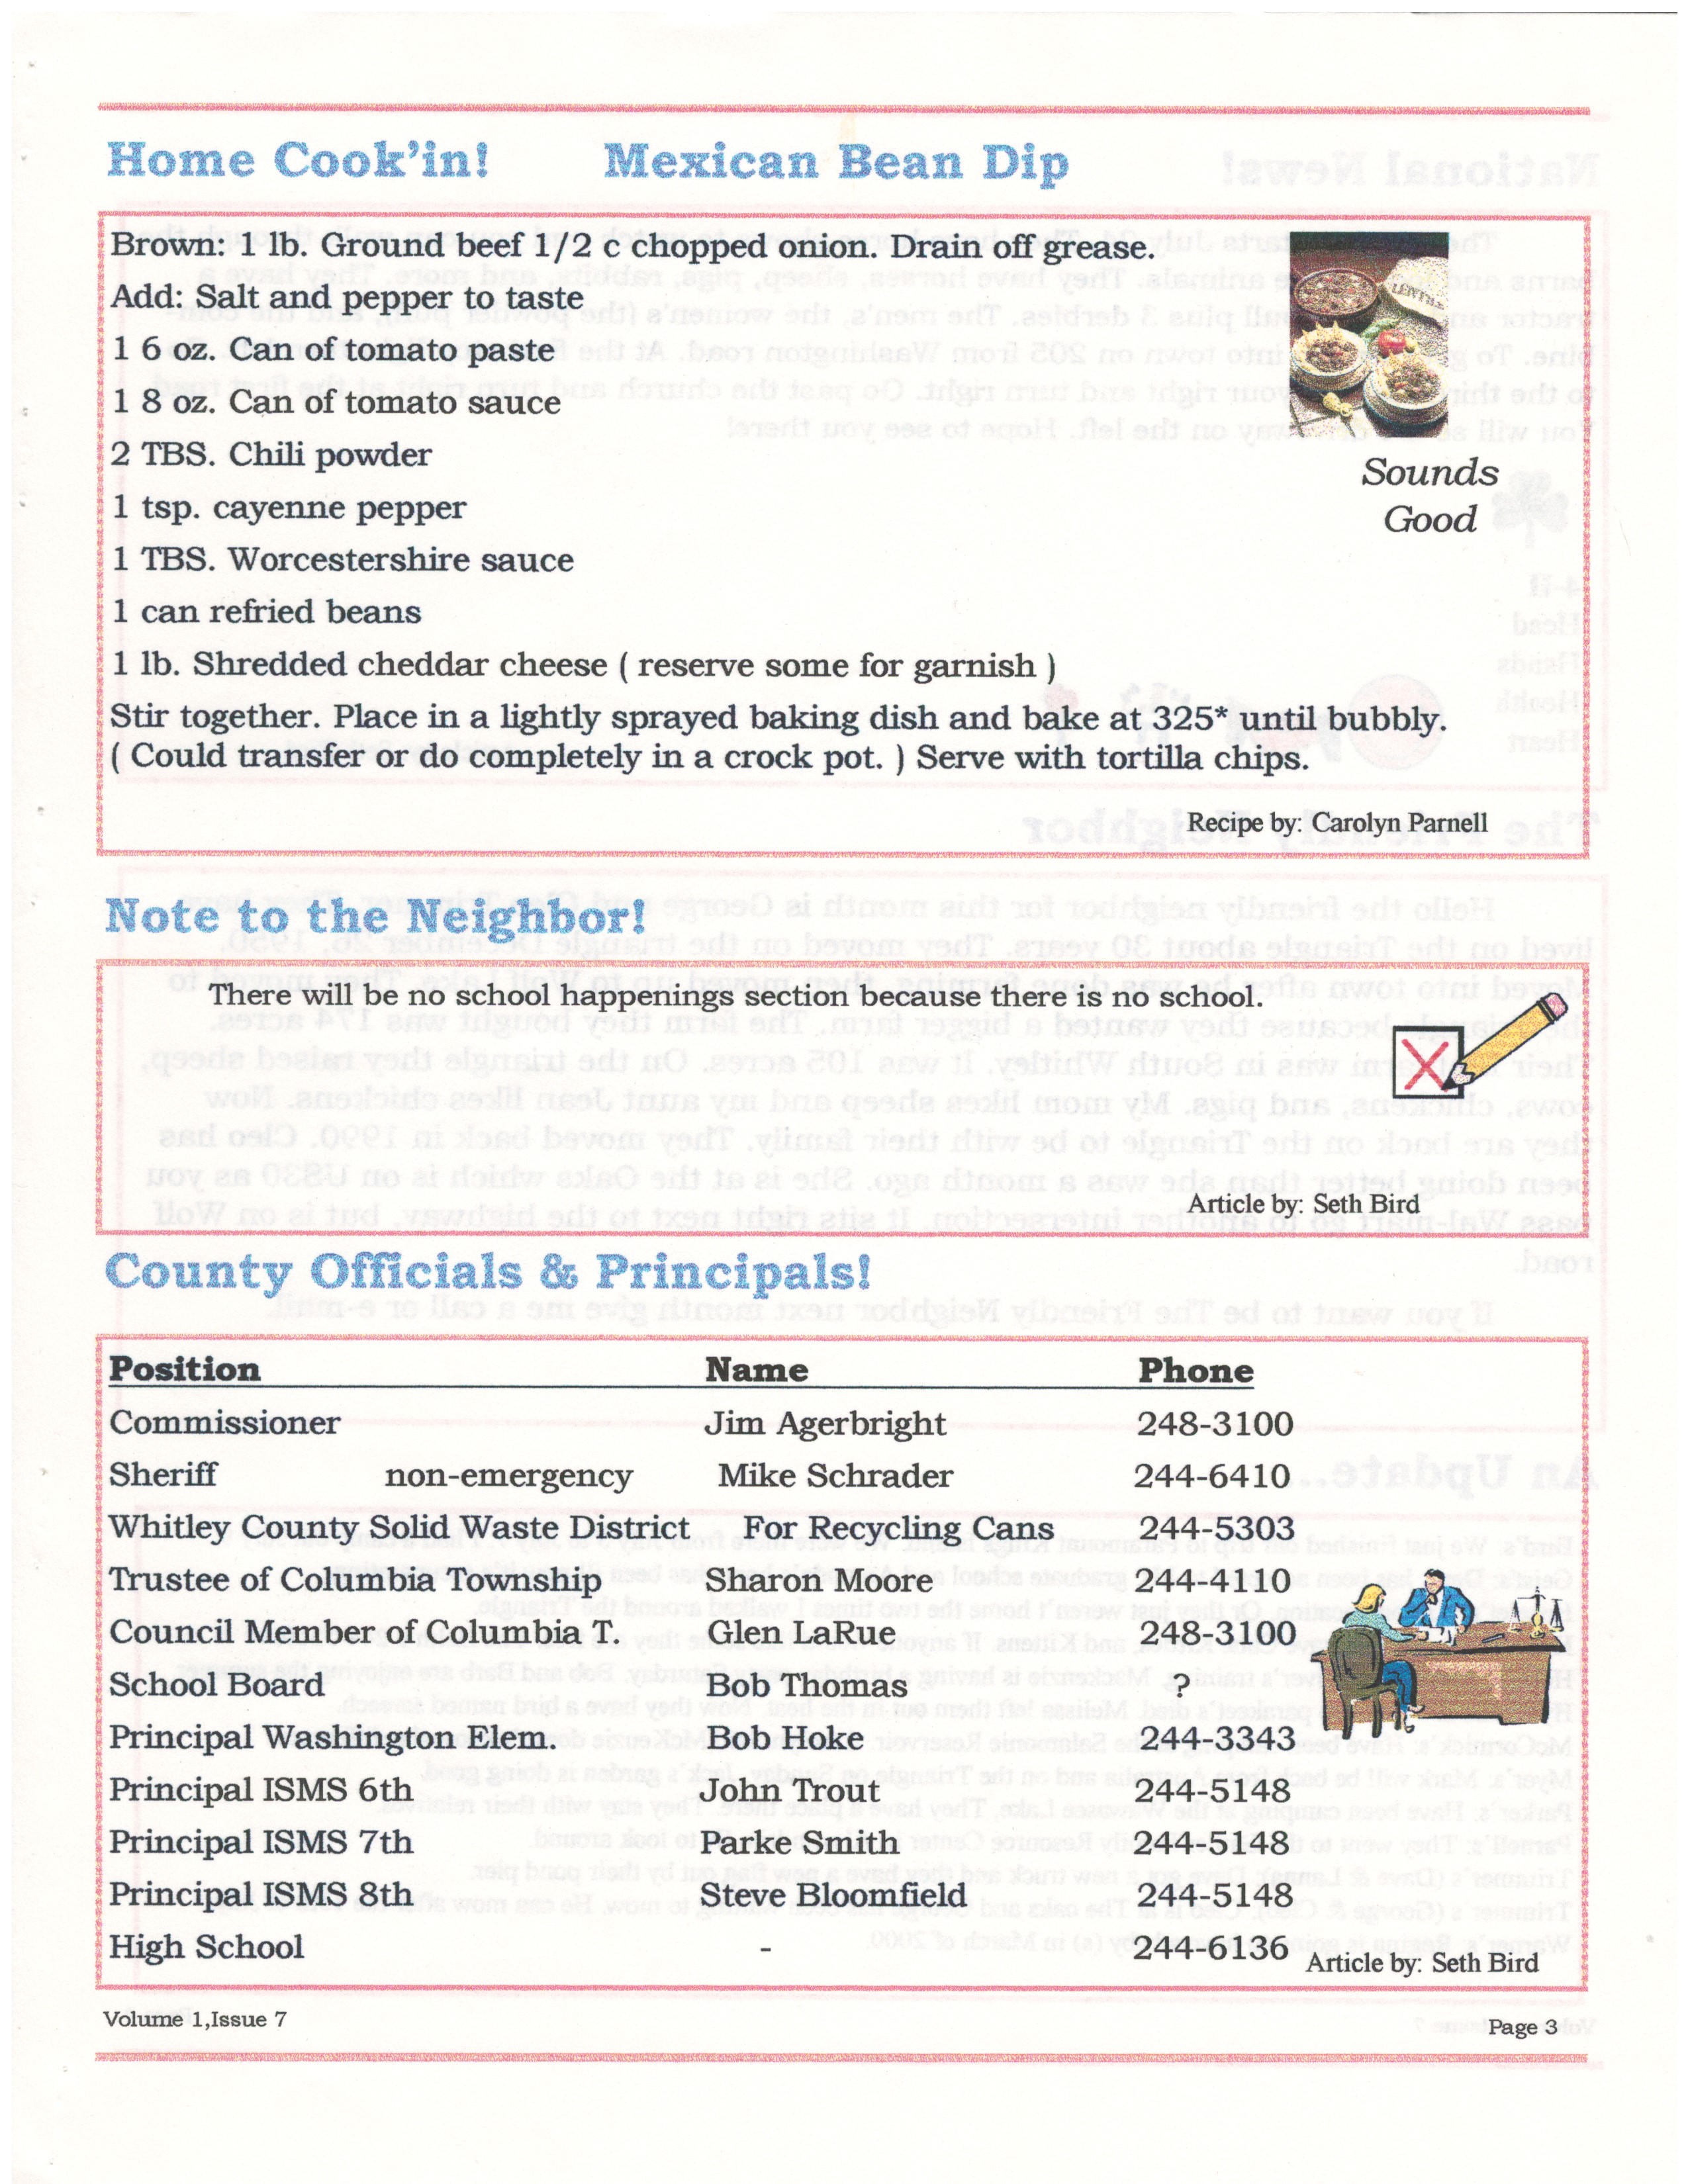 Home Cook'in! Mexican Bean Dip
Brown: 1 lb. Ground beef 1/2 c chopped onion. Drain off grease.
Add: Salt and pepper to taste
1 6 oz. Can of tomato paste
1 8 oz. Can of tomato sauce
2 TBS. Chili powder
1 tsp. cayenne pepper
1 TBS. Worcestershire sauce
1 can refried beans
1 lb. Shredded cheddar cheese ( reserve some for garnish )
Stir together. Place in a lightly sprayed baking dish and bake at 325* until bubbly.
( Could transfer or do completely in a crock pot. ) Serve with tortilla chips.
LENTILS
Sounds
Good
Recipe by: Carolyn Parnell
Note to the Neighbor!
There will be no school happenings section because there is no school.
Article by: Seth Bird
County Officials & Principals!
Position Name Phone
Commissioner Jim Agerbright 248-3100
Sheriff non-emergency Mike Schrader 244-6410
Whitley County Solid Waste District For Recycling Cans 244-5303
Trustee of Columbia Township Sharon Moore 244-4110
Council Member of Columbia T. Glen LaRue 248-3100
School Board Bob Thomas ?
Principal Washington Elem. Bob Hoke 244-3343
Principal ISMS 6th John Trout 244-5148
Principal ISMS 7th Parke Smith 244-5148
Principal ISMS 8th Steve Bloomfield 244-5148
High School - 244-6136
Article by: Seth Bird
Volume 1,Issue 7 Page 3